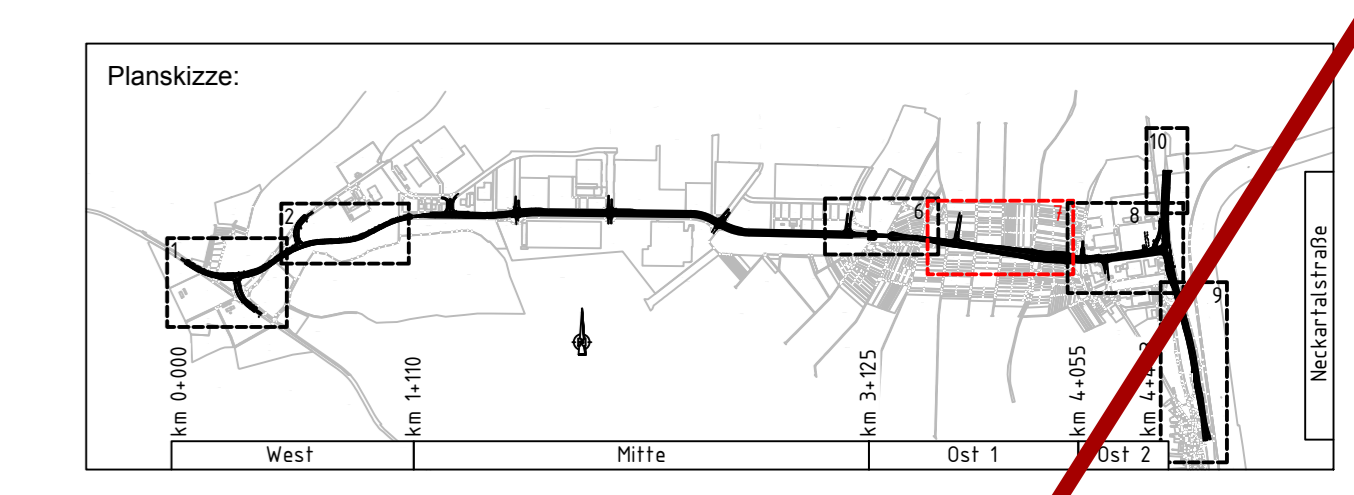 Planskizze:
10
1
2
6
7
8
9
Neckartalstraße
km 0+000
km 1+110
km 3+125
km 4+055
West
Mitte
Ost 1
Ost 2